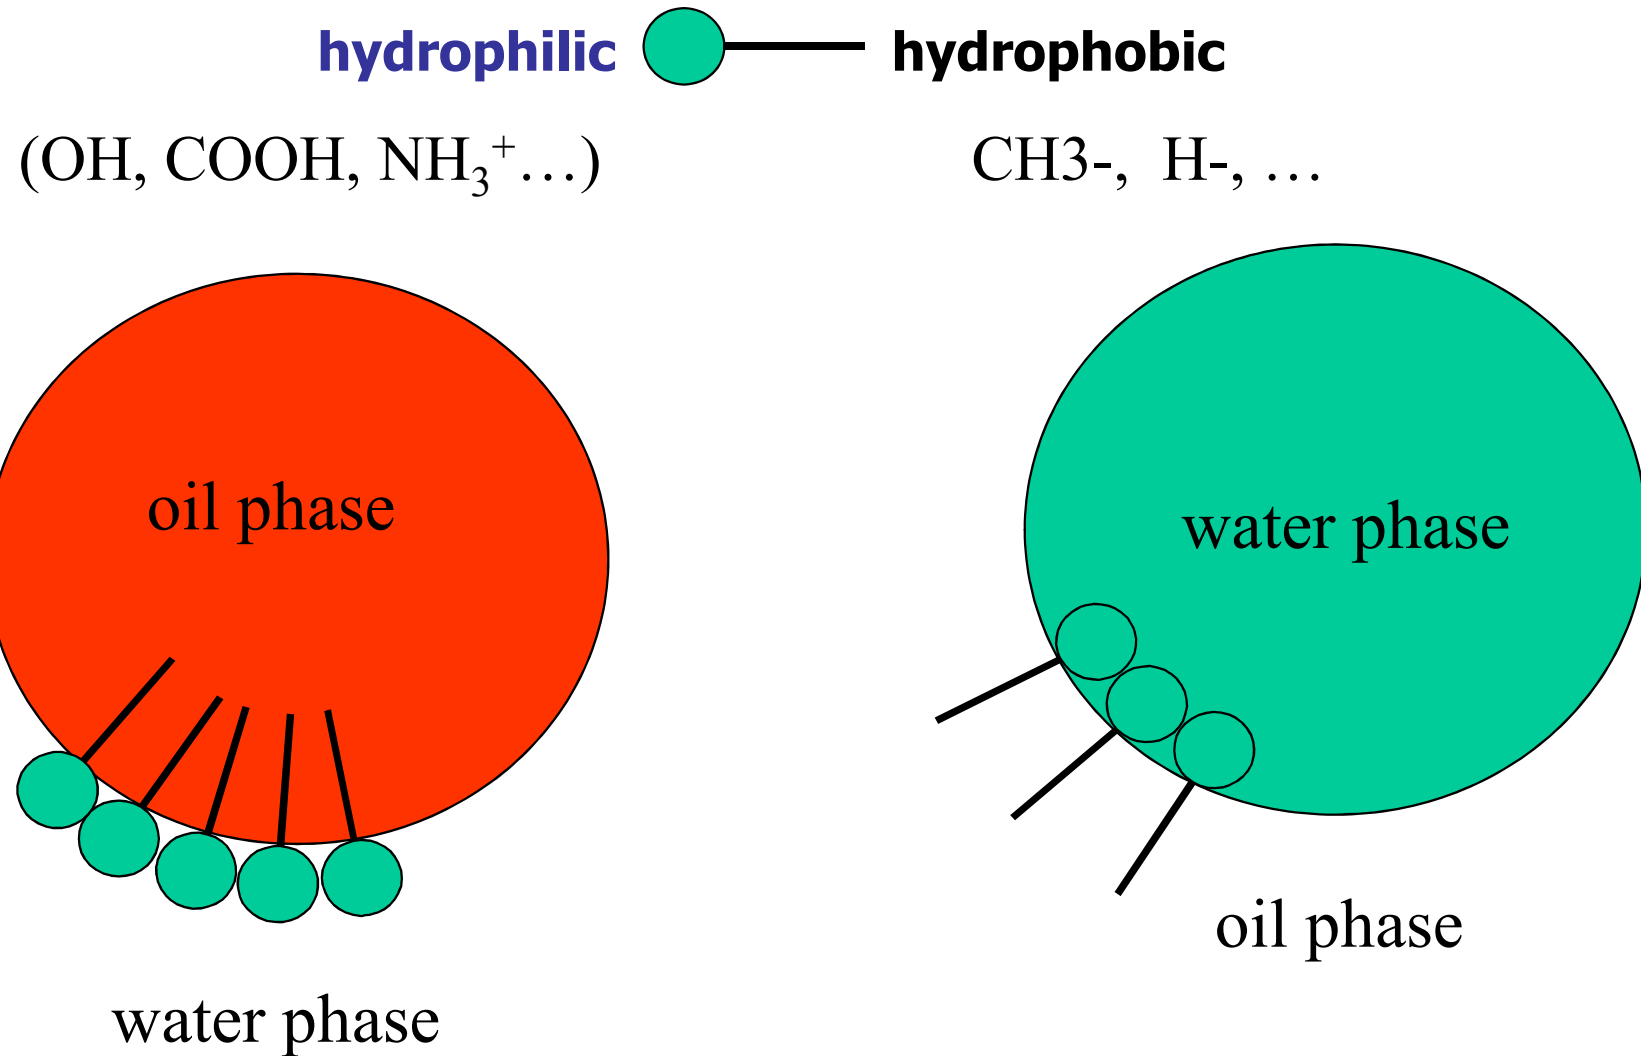 hydrophilic hydrophobic
(OH, COOH, NH₃⁺…) CH3-, H-, …
oil phase
water phase
oil phase
water phase